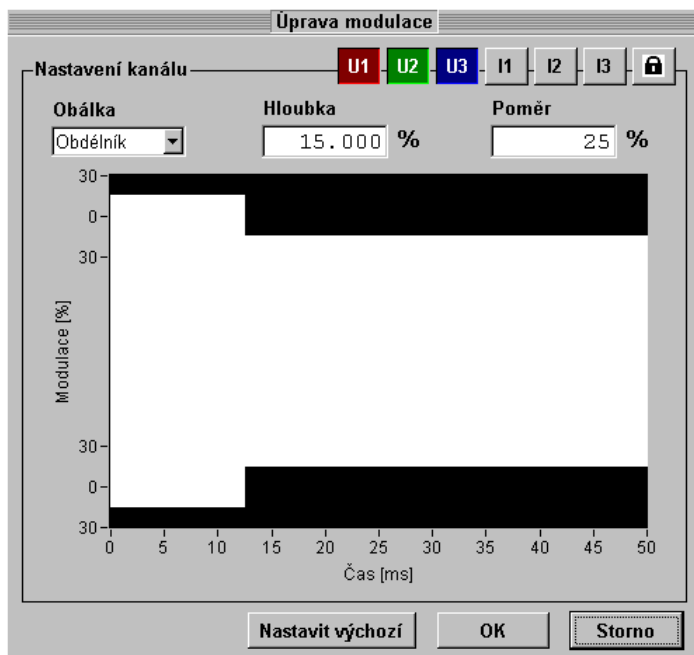 Úprava modulace
Nastavení kanálu U1 U2 U3 I1 I2 I3
Obálka Hloubka Poměr
Obdélník 15.000 % 25 %
30
0
30
Modulace [%]
30
0
30
0 5 10 15 20 25 30 35 40 45 50
Čas [ms]
Nastavit výchozí OK Storno